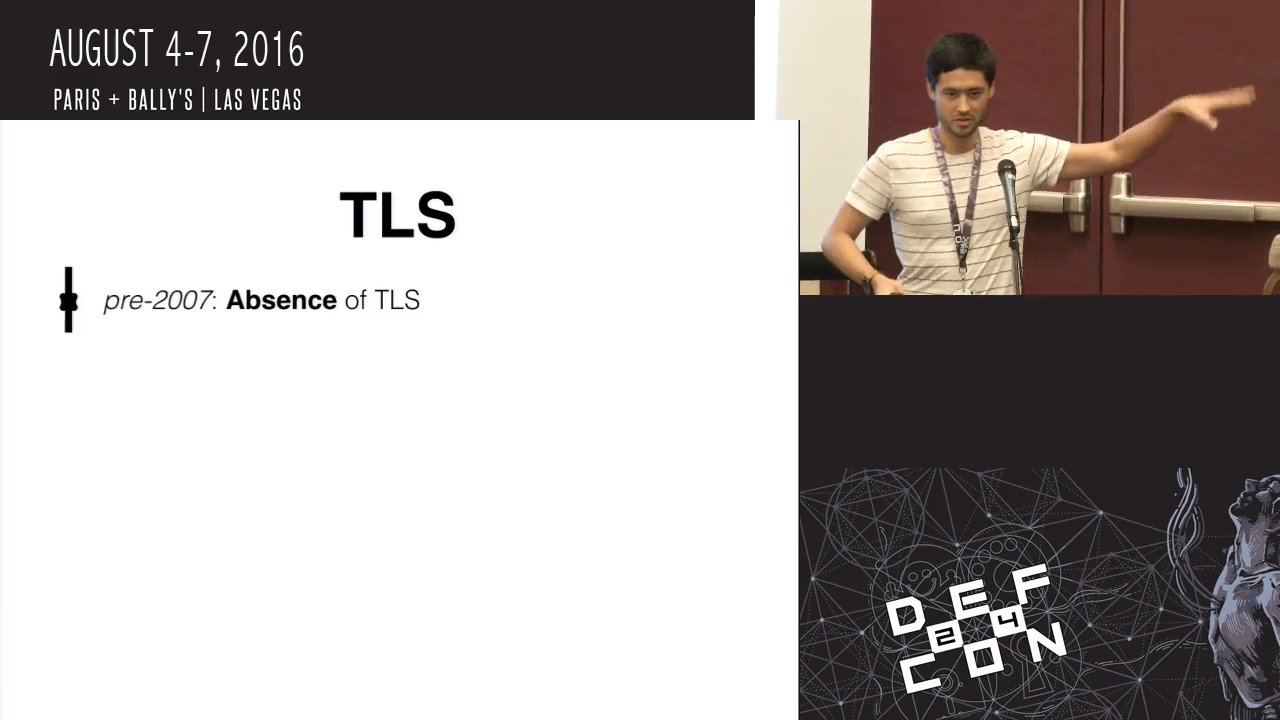 AUGUST 4-7, 2016
PARIS + BALLY'S | LAS VEGAS
TLS
pre-2007: Absence of TLS
DEF
24
CON